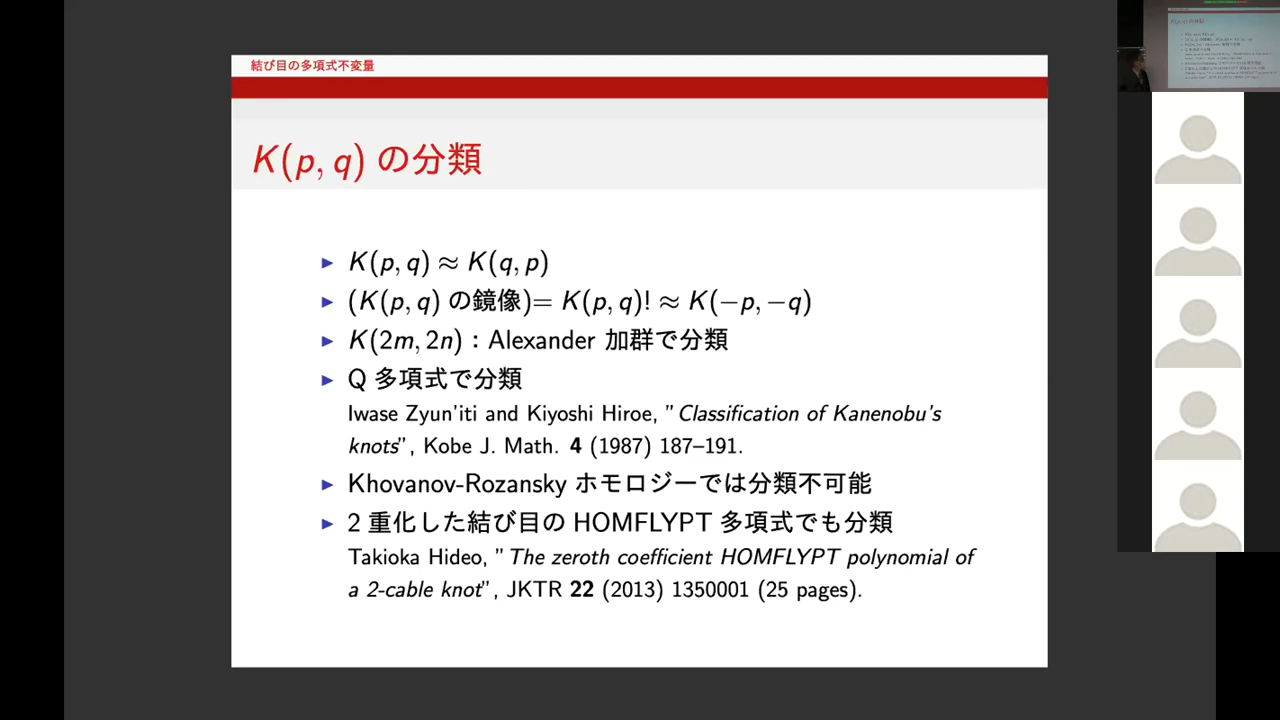 結び目の多項式不変量
K(p, q) の分類
▶ K(p, q) ≈ K(q, p)
▶ (K(p, q) の鏡像)= K(p, q)! ≈ K(−p, −q)
▶ K(2m, 2n) : Alexander 加群で分類
▶ Q 多項式で分類
Iwase Zyun'iti and Kiyoshi Hiroe, "Classification of Kanenobu's
knots", Kobe J. Math. 4 (1987) 187–191.
▶ Khovanov-Rozansky ホモロジーでは分類不可能
▶ 2 重化した結び目の HOMFLYPT 多項式でも分類
Takioka Hideo, "The zeroth coefficient HOMFLYPT polynomial of
a 2-cable knot", JKTR 22 (2013) 1350001 (25 pages).